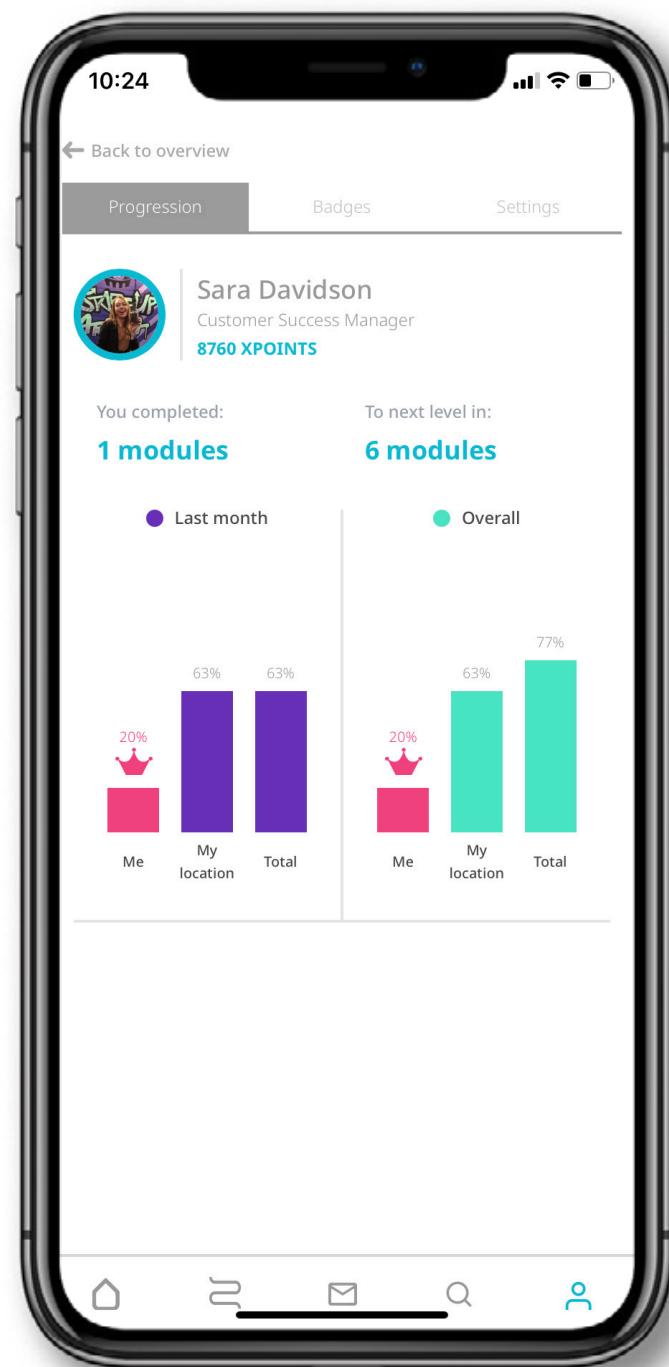 10:24
Back to overview
Progression Badges Settings
Sara Davidson
Customer Success Manager
8760 XPOINTS
You completed:
1 modules
To next level in:
6 modules
Last month
20%
63%
63%
Me
My
location
Total
Overall
20%
63%
77%
Me
My
location
Total